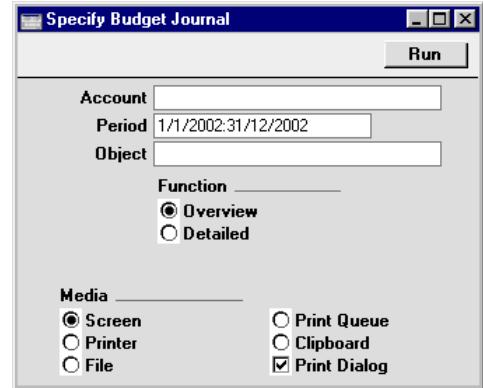 Specify Budget Journal
Run
Account
Period 1/1/2002:31/12/2002
Object
Function
Overview
Detailed
Media
Screen Print Queue
Printer Clipboard
File Print Dialog